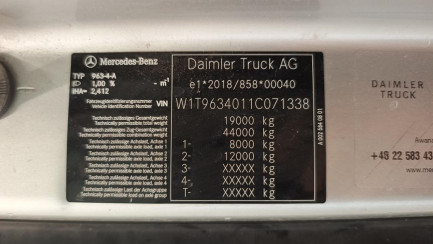 Mercedes-Benz
Daimler Truck AG
TYP 963-4-A
1,00 % - m⁻¹
IHA= 2,412
e1*2018/858*00040
Fahrzeugidentifizierungsnummer
Vehicle Identification Number
VIN
W1T9634011C071338
Technisch zulässiges Gesamtgewicht
Technically permissible total weight
19000 kg
Technisch zulässiges Gesamtzuggewicht
Technically permissible combination weight
44000 kg
Technisch zulässige Achslast, Achse 1
Technically permissible axle load, axle 1
1- 8000 kg
Technisch zulässige Achslast, Achse 2
Technically permissible axle load, axle 2
2- 12000 kg
Technisch zulässige Achslast, Achse 3
Technically permissible axle load, axle 3
3- XXXXX kg
Technisch zulässige Achslast, Achse 4
Technically permissible axle load, axle 4
4- XXXXX kg
Technisch zulässige Last der Achsgruppe
Technically permissible load on axle group
T- XXXXX kg
DAIMLER
TRUCK
+49 22 583 43